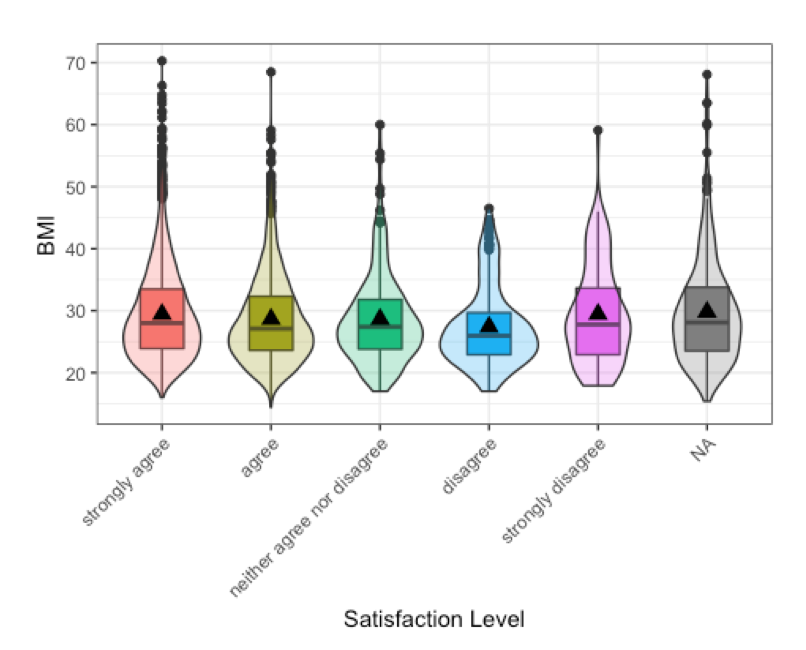 70
60
50
40
30
20
BMI
strongly agree
agree
neither agree nor disagree
disagree
strongly disagree
NA
Satisfaction Level